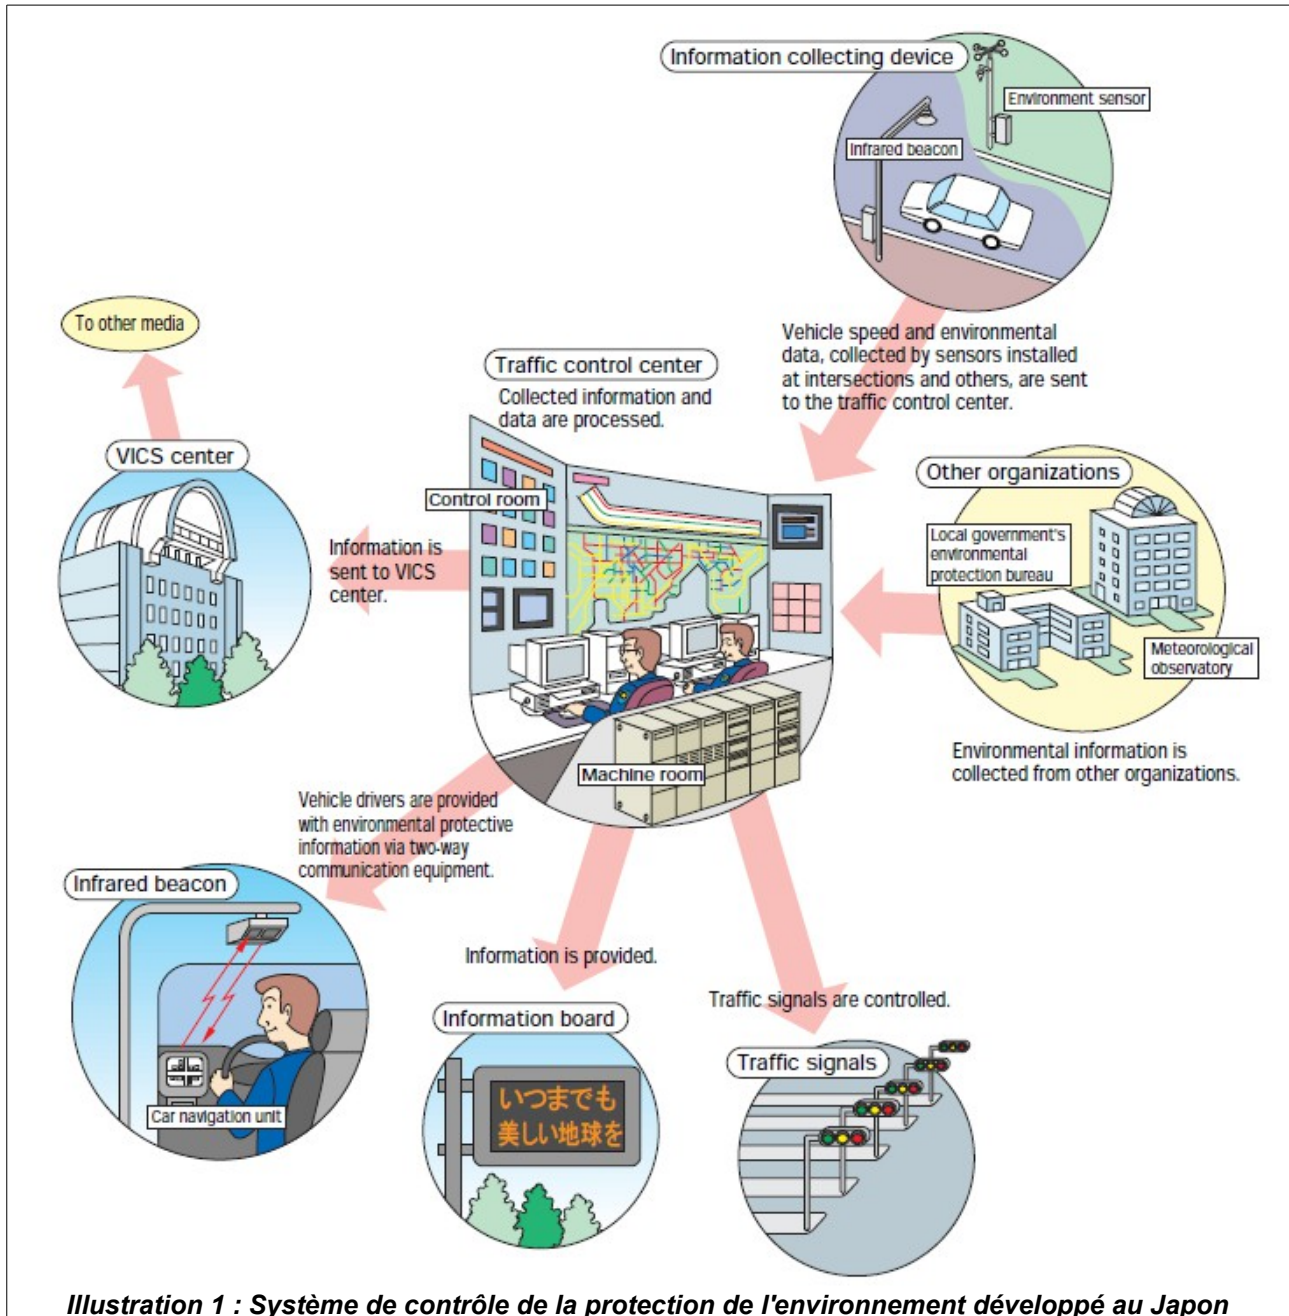 Information collecting device
Environment sensor
Infrared beacon
Vehicle speed and environmental
data, collected by sensors installed
at intersections and others, are sent
to the traffic control center.
To other media
Traffic control center
Collected information and
data are processed.
VICS center
Control room
Information is
sent to VICS
center.
Other organizations
Local government's
environmental
protection bureau
Meteorological
observatory
Environmental information is
collected from other organizations.
Machine room
Vehicle drivers are provided
with environmental protective
information via two-way
communication equipment.
Infrared beacon
Car navigation unit
Information is provided.
Information board
いつまでも
美しい地球を
Traffic signals are controlled.
Traffic signals
Illustration 1 : Système de contrôle de la protection de l'environnement développé au Japon